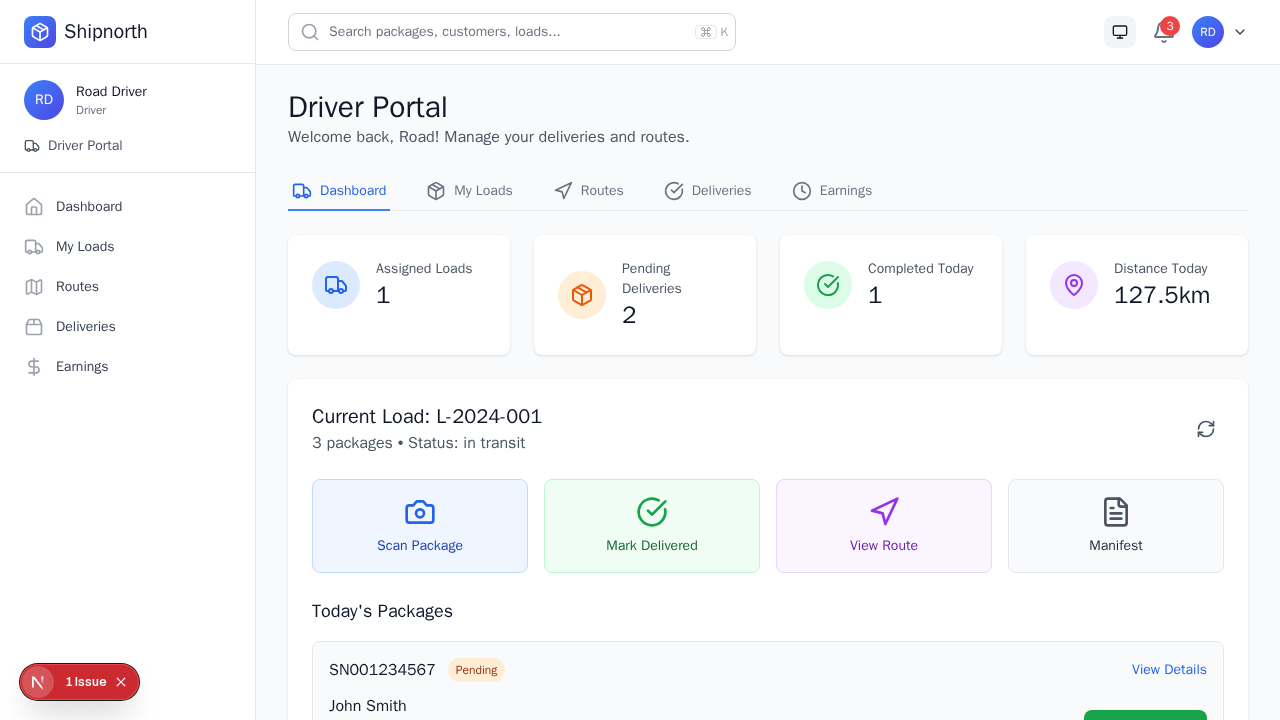 Shipnorth
Search packages, customers, loads...
⌘ K
3
RD
RD
Road Driver
Driver
Driver Portal
Dashboard
My Loads
Routes
Deliveries
Earnings
Driver Portal
Welcome back, Road! Manage your deliveries and routes.
Dashboard
My Loads
Routes
Deliveries
Earnings
Assigned Loads
1
Pending
Deliveries
2
Completed Today
1
Distance Today
127.5km
Current Load: L-2024-001
3 packages • Status: in transit
Scan Package
Mark Delivered
View Route
Manifest
Today's Packages
SN001234567
Pending
View Details
John Smith
N
1 Issue